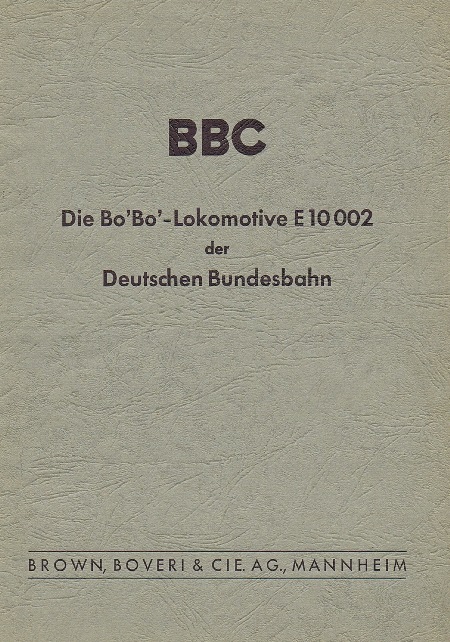 BBC
Die Bo'Bo'-Lokomotive E 10 002
der
Deutschen Bundesbahn
BROWN, BOVERI & CIE. AG., MANNHEIM